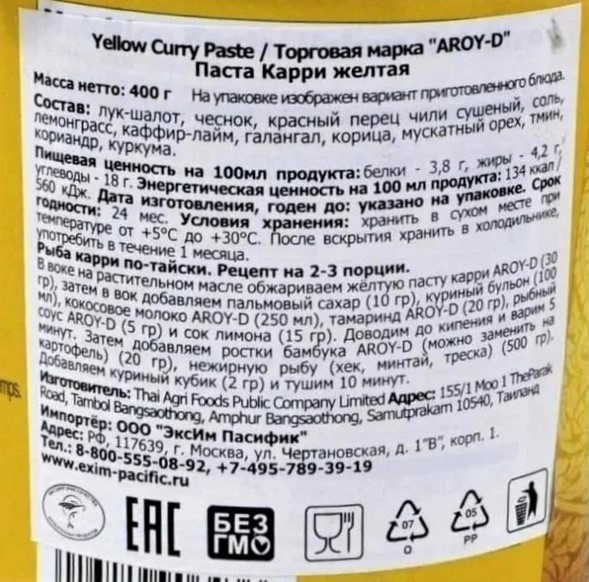 Yellow Curry Paste / Торговая марка "AROY-D"
Паста Карри желтая
Масса нетто: 400 г На упаковке изображен вариант приготовленного блюда.
Состав: лук-шалот, чеснок, красный перец чили сушеный, соль,
лемонграсс, каффир-лайм, галангал, корица, мускатный орех, тмин,
кориандр, куркума.
Пищевая ценность на 100мл продукта: белки - 3,8 г, жиры - 4,2 г,
углеводы - 18 г. Энергетическая ценность на 100 мл продукта: 134 ккал /
560 кДж. Дата изготовления, годен до: указано на упаковке. Срок
годности: 24 мес. Условия хранения: хранить в сухом месте при
температуре от +5°C до +30°C. После вскрытия хранить в холодильнике,
употребить в течение 1 месяца.
Рыба карри по-тайски. Рецепт на 2-3 порции.
В воке на растительном масле обжариваем жёлтую пасту карри AROY-D (30
гр), затем в вок добавляем пальмовый сахар (10 гр), куриный бульон (100
мл), кокосовое молоко AROY-D (250 мл), тамаринд AROY-D (20 гр), рыбный
соус AROY-D (5 гр) и сок лимона (15 гр). Доводим до кипения и варим 5
минут. Затем добавляем ростки бамбука AROY-D (можно заменить на
картофель) (20 гр), нежирную рыбу (хек, минтай, треска) (500 гр).
Добавляем куриный кубик (2 гр) и тушим 10 минут.
Изготовитель: Thai Agri Foods Public Company Limited Адрес: 155/1 Moo 1 TheParak
Road, Tambol Bangsaothong, Amphur Bangsaothong, Samutprakarn 10540, Таиланд
Импортёр: ООО "ЭксИм Пасифик"
Адрес: РФ, 117639, г. Москва, ул. Чертановская, д. 1"В", корп. 1.
Тел.: 8-800-555-08-92, +7-495-789-39-19
www.exim-pacific.ru
mps.
EAC
БЕЗ
ГМО
07
O
05
PP